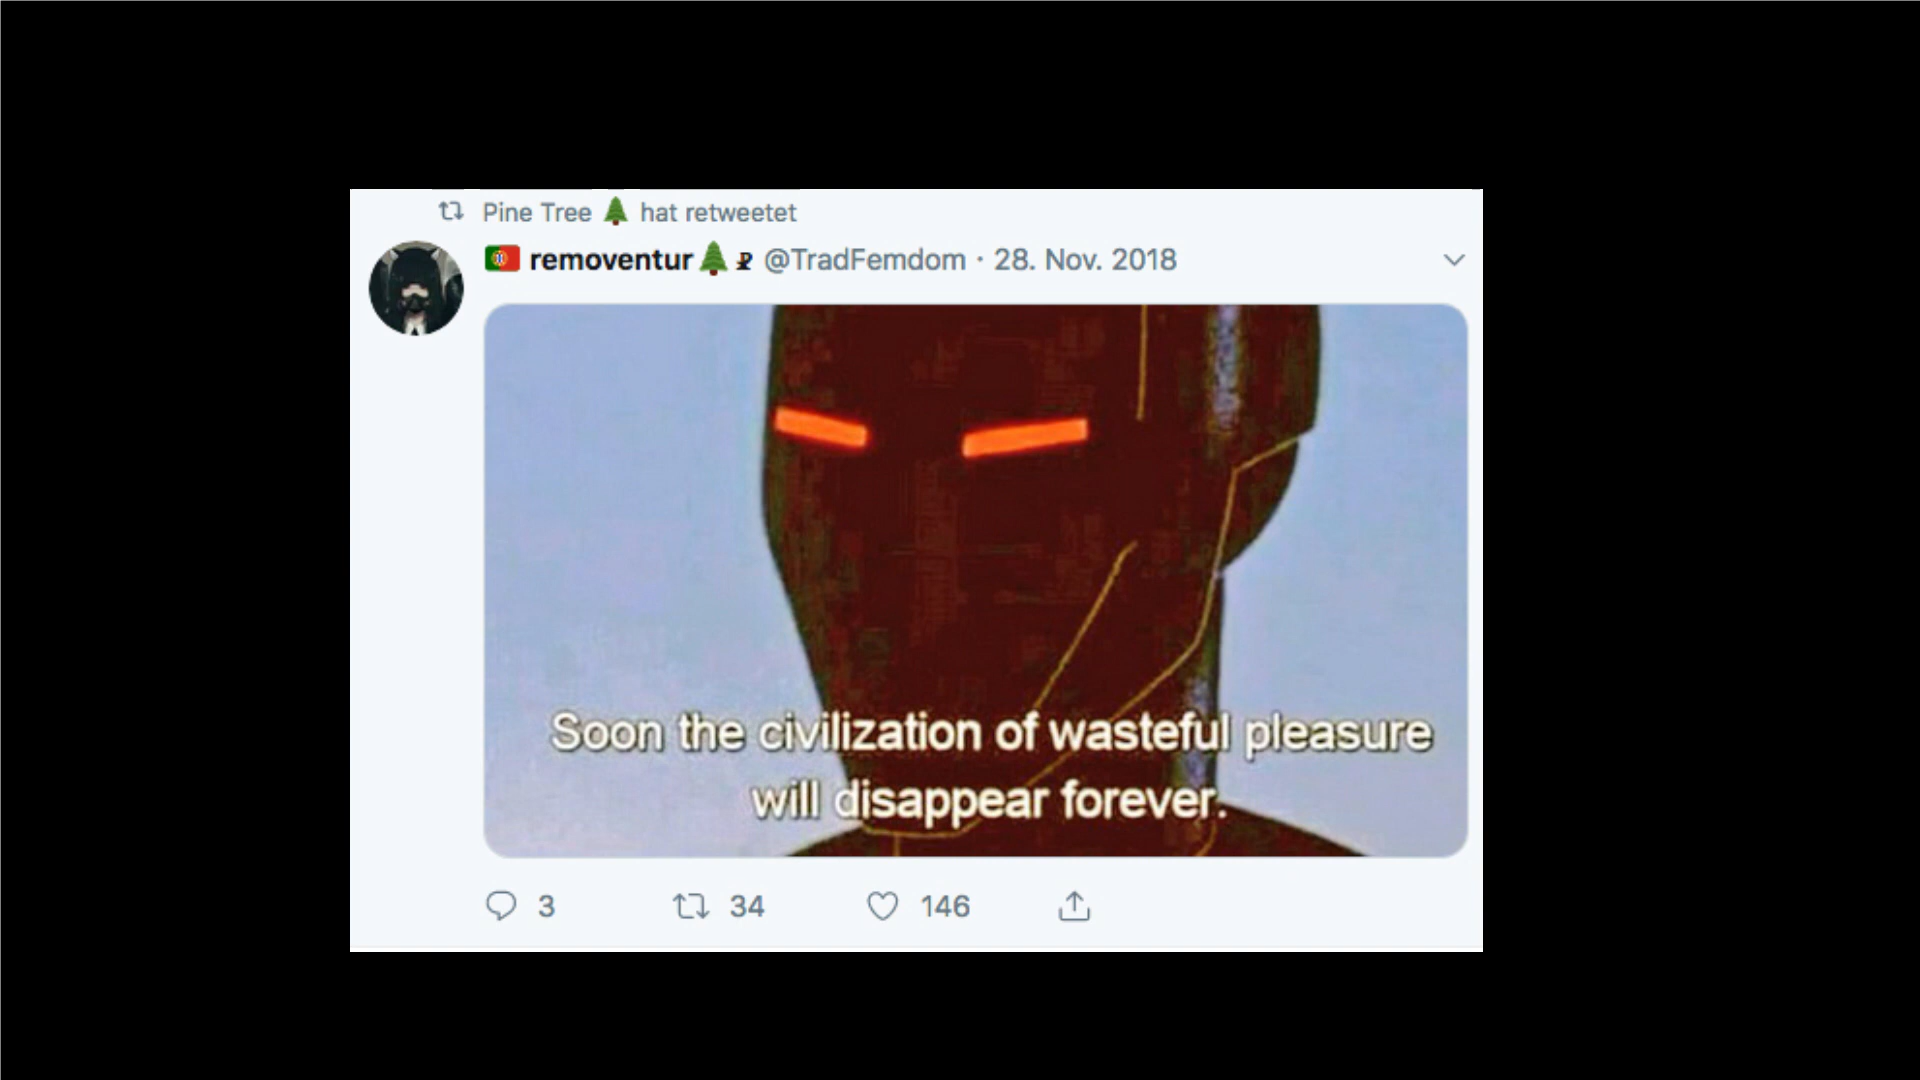 Pine Tree 🌲 hat retweetet
🇵🇹 removentur🌲☧ @TradFemdom · 28. Nov. 2018
Soon the civilization of wasteful pleasure
will disappear forever.
3 34 146